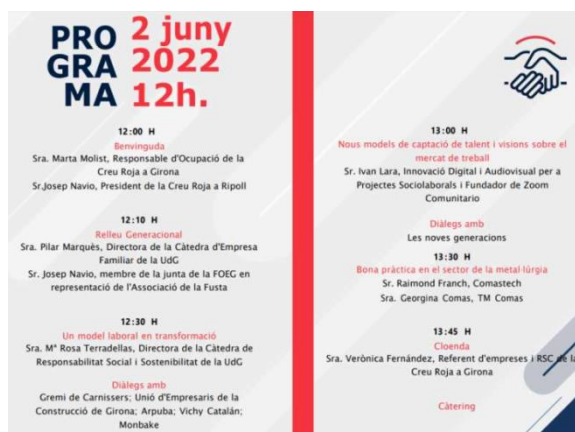 PRO
GRA
MA
2 juny
2022
12h.
12:00 H
Benvinguda
Sra. Marta Molist, Responsable d'Ocupació de la
Creu Roja a Girona
Sr.Josep Navio, President de la Creu Roja a Ripoll
12:10 H
Relleu Generacional
Sra. Pilar Marquès, Directora de la Càtedra d'Empresa
Familiar de la UdG
Sr. Josep Navio, membre de la junta de la FOEG en
representació de l'Associació de la Fusta
12:30 H
Un model laboral en transformació
Sra. Mª Rosa Terradellas, Directora de la Càtedra de
Responsabilitat Social i Sostenibilitat de la UdG
Diàlegs amb
Gremi de Carnissers; Unió d'Empresaris de la
Construcció de Girona; Arpuba; Vichy Catalán;
Monbake
13:00 H
Nous models de captació de talent i visions sobre el
mercat de treball
Sr. Ivan Lara, Innovació Digital i Audiovisual per a
Projectes Sociolaborals i Fundador de Zoom
Comunitario
Diàlegs amb
Les noves generacions
13:30 H
Bona pràctica en el sector de la metal·lúrgia
Sr. Raimond Franch, Comastech
Sra. Georgina Comas, TM Comas
13:45 H
Cloenda
Sra. Verònica Fernández, Referent d'empreses i RSC de la
Creu Roja a Girona
Càtering